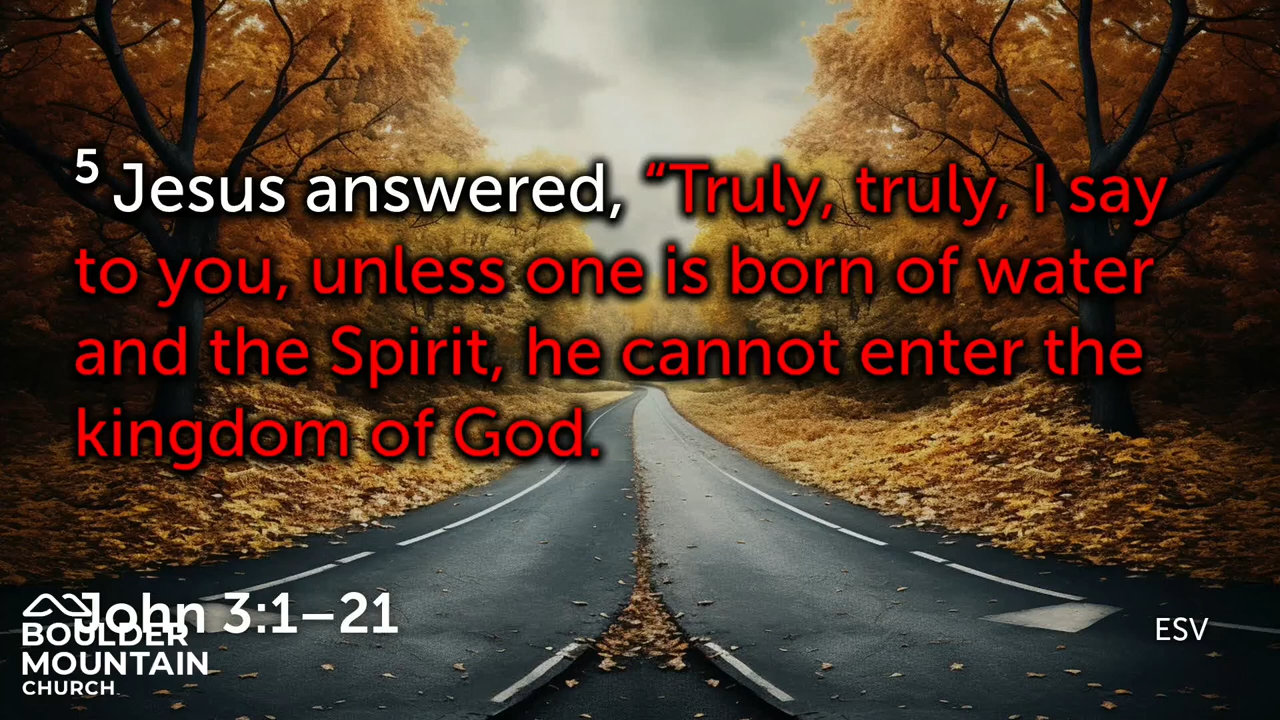 5 Jesus answered, “Truly, truly, I say
to you, unless one is born of water
and the Spirit, he cannot enter the
kingdom of God.
John 3:1–21
ESV
BOULDER
MOUNTAIN
CHURCH